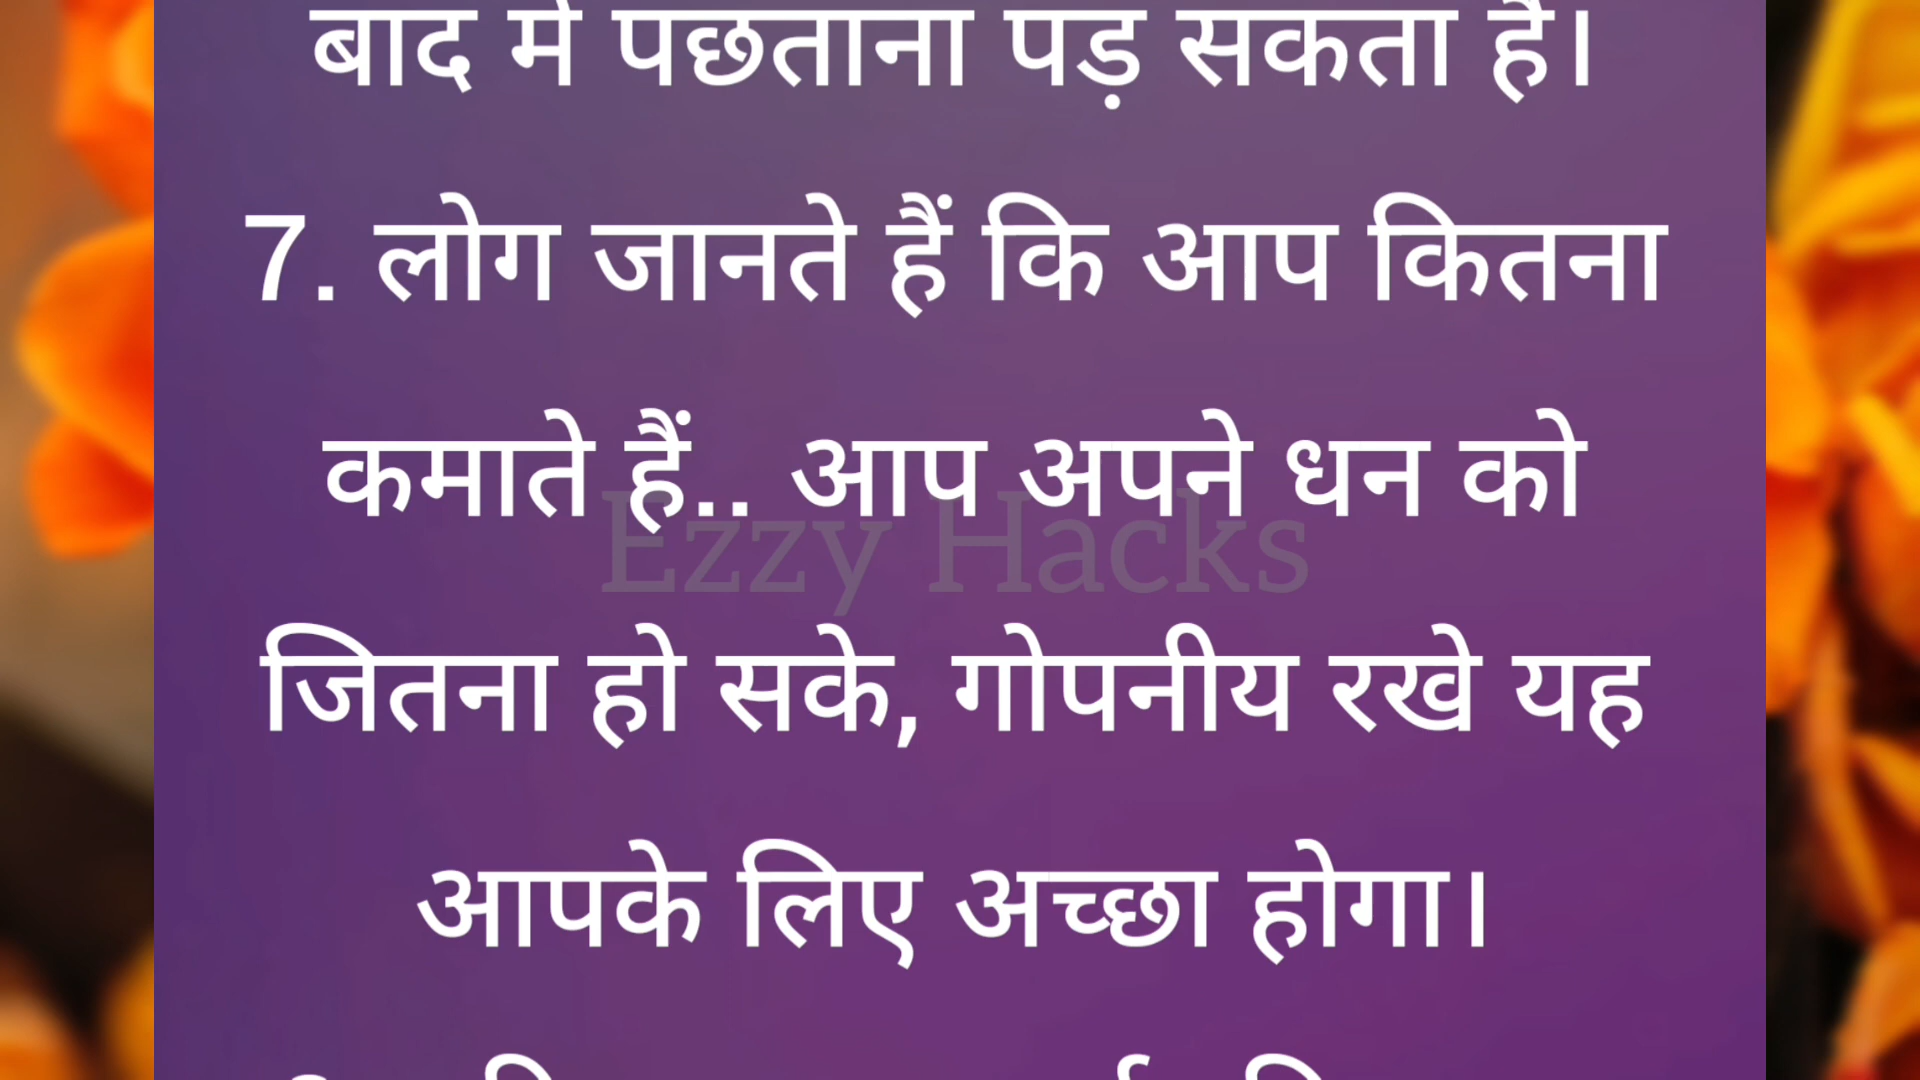 बाद में पछताना पड़ सकता है।
7. लोग जानते हैं कि आप कितना
कमाते हैं.. आप अपने धन को
Ezzy Hacks
जितना हो सके, गोपनीय रखे यह
आपके लिए अच्छा होगा।